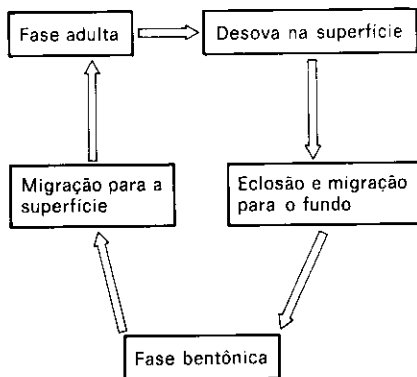 Fase adulta
Desova na superfície
Migração para a
superfície
Eclosão e migração
para o fundo
Fase bentônica